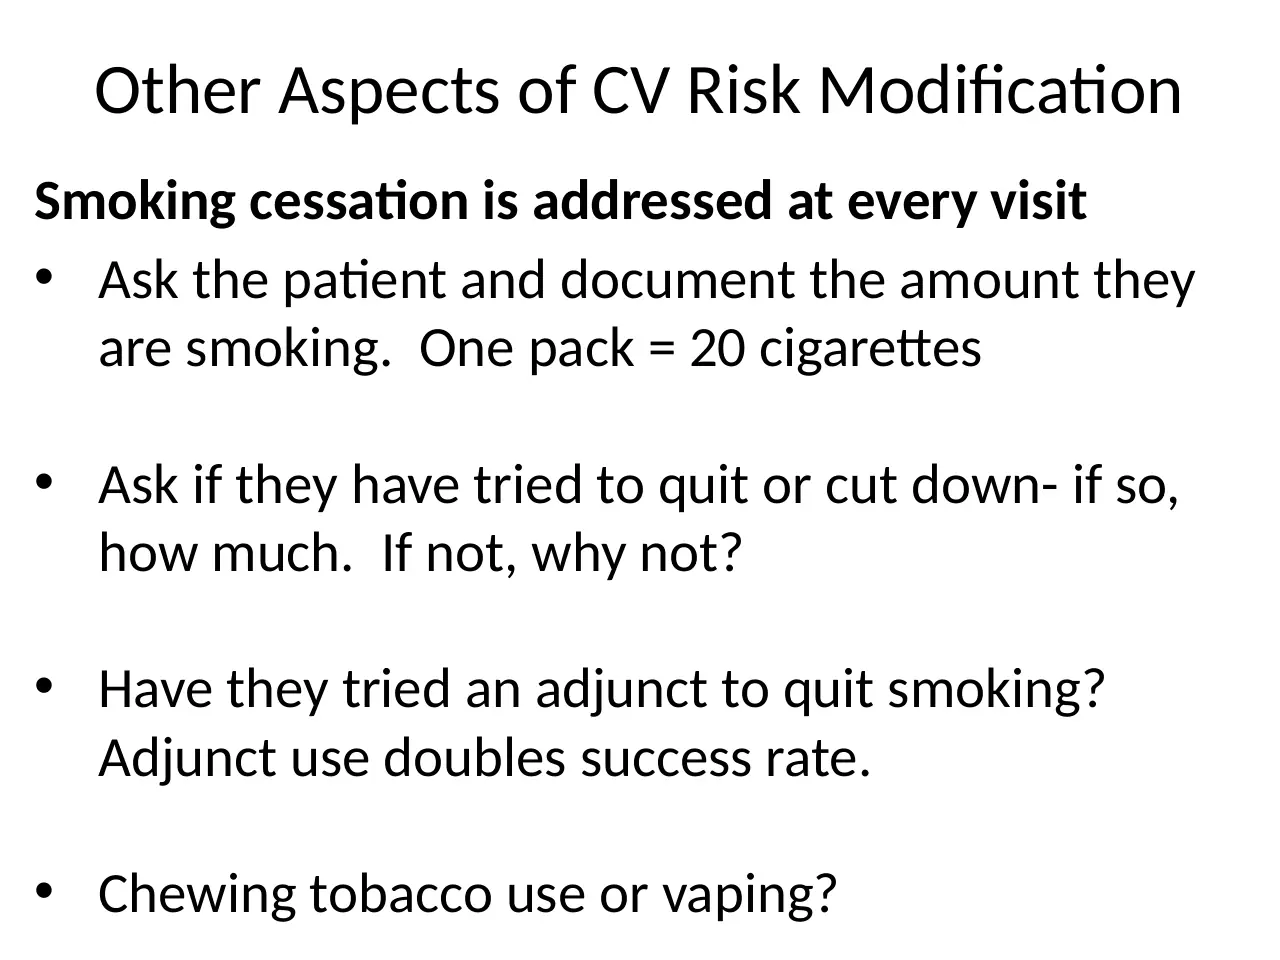 Other Aspects of CV Risk Modification
Smoking cessation is addressed at every visit
• Ask the patient and document the amount they
are smoking.  One pack = 20 cigarettes
• Ask if they have tried to quit or cut down- if so,
how much.  If not, why not?
• Have they tried an adjunct to quit smoking?
Adjunct use doubles success rate.
• Chewing tobacco use or vaping?